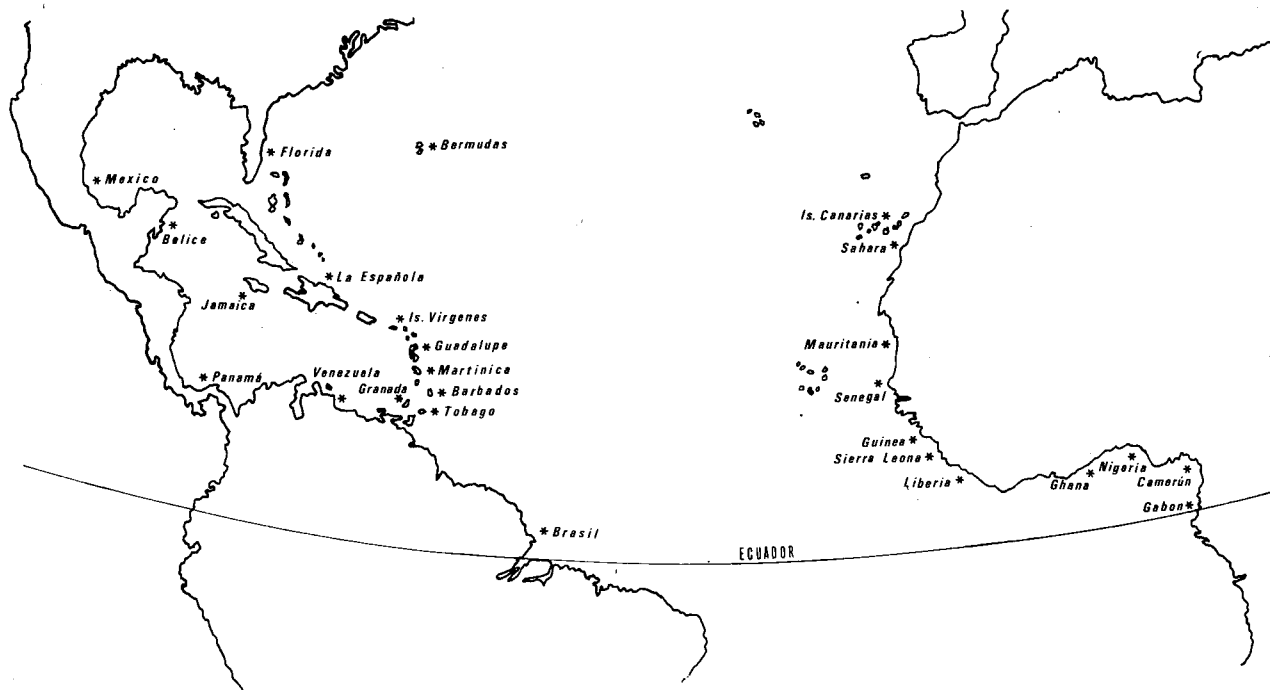 * Florida
* Bermudas
* Mexico
Is. Canarias *
* Belice
Sahara *
* La Española
* Jamaica
* Is. Virgenes
* Guadalupe
Mauritania *
* Martinica
* Panamá
Venezuela *
Granada *
* Barbados
Senegal *
* Tobago
Guinea *
Sierra Leona *
Liberia *
Ghana *
Nigeria *
Camerún *
Gabon *
* Brasil
ECUADOR